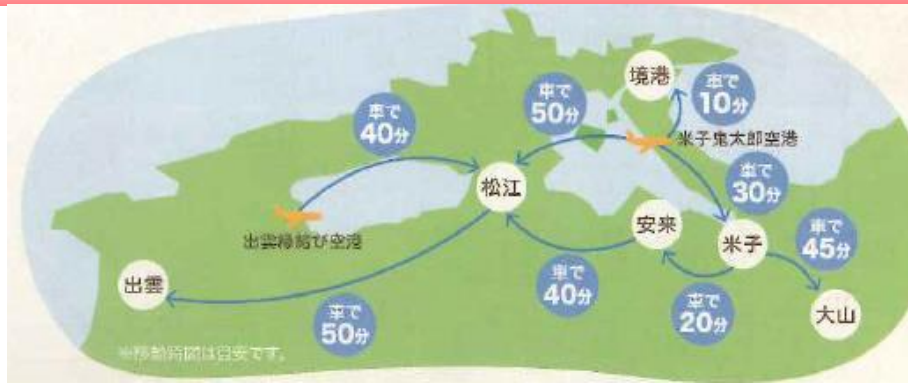 境港
車で
10分
車で
50分
米子鬼太郎空港
車で
40分
松江
車で
30分
出雲縁結び空港
安来
米子
車で
45分
出雲
車で
40分
車で
20分
大山
車で
50分
※移動時間は目安です。